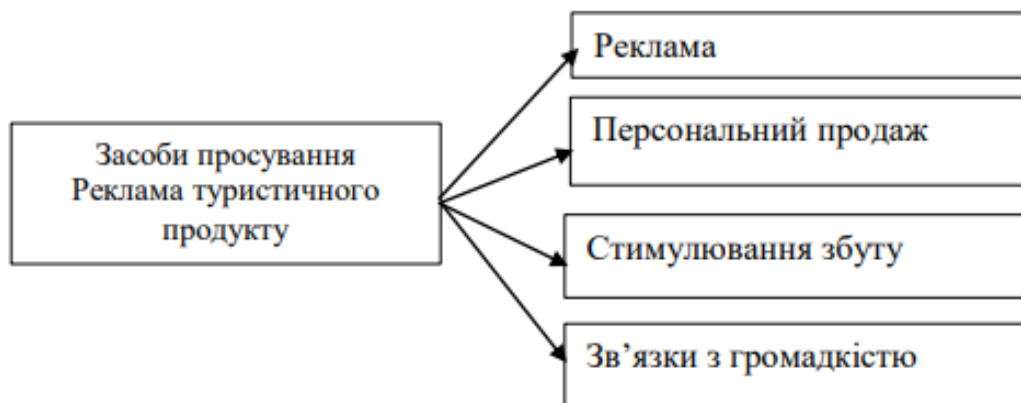 Засоби просування
Реклама туристичного
продукту
Реклама
Персональний продаж
Стимулювання збуту
Зв’язки з громадкістю